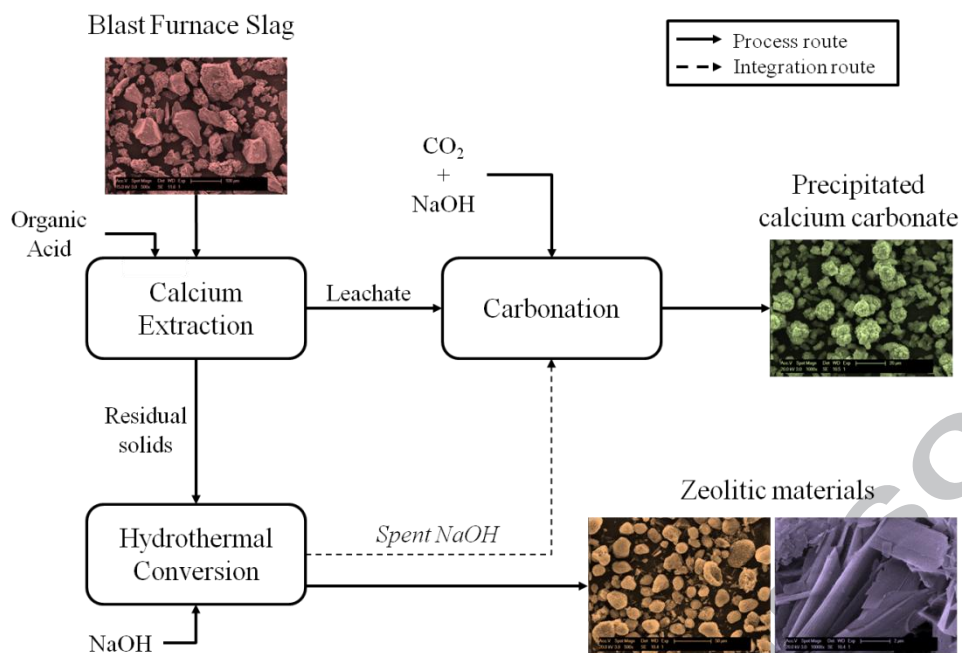 Blast Furnace Slag
Process route
Integration route
CO₂
+
NaOH
Precipitated
calcium carbonate
Organic
Acid
Calcium
Extraction
Leachate
Carbonation
Residual
solids
Zeolitic materials
Hydrothermal
Conversion
Spent NaOH
NaOH